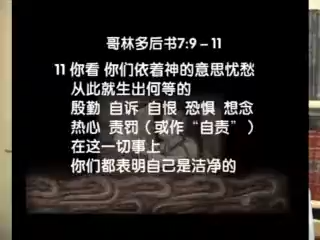 哥林多后书7:9 – 11
11 你看 你们依着神的意思忧愁
从此就生出何等的
殷勤 自诉 自恨 恐惧 想念
热心 责罚（或作“自责”）
在这一切事上
你们都表明自己是洁净的